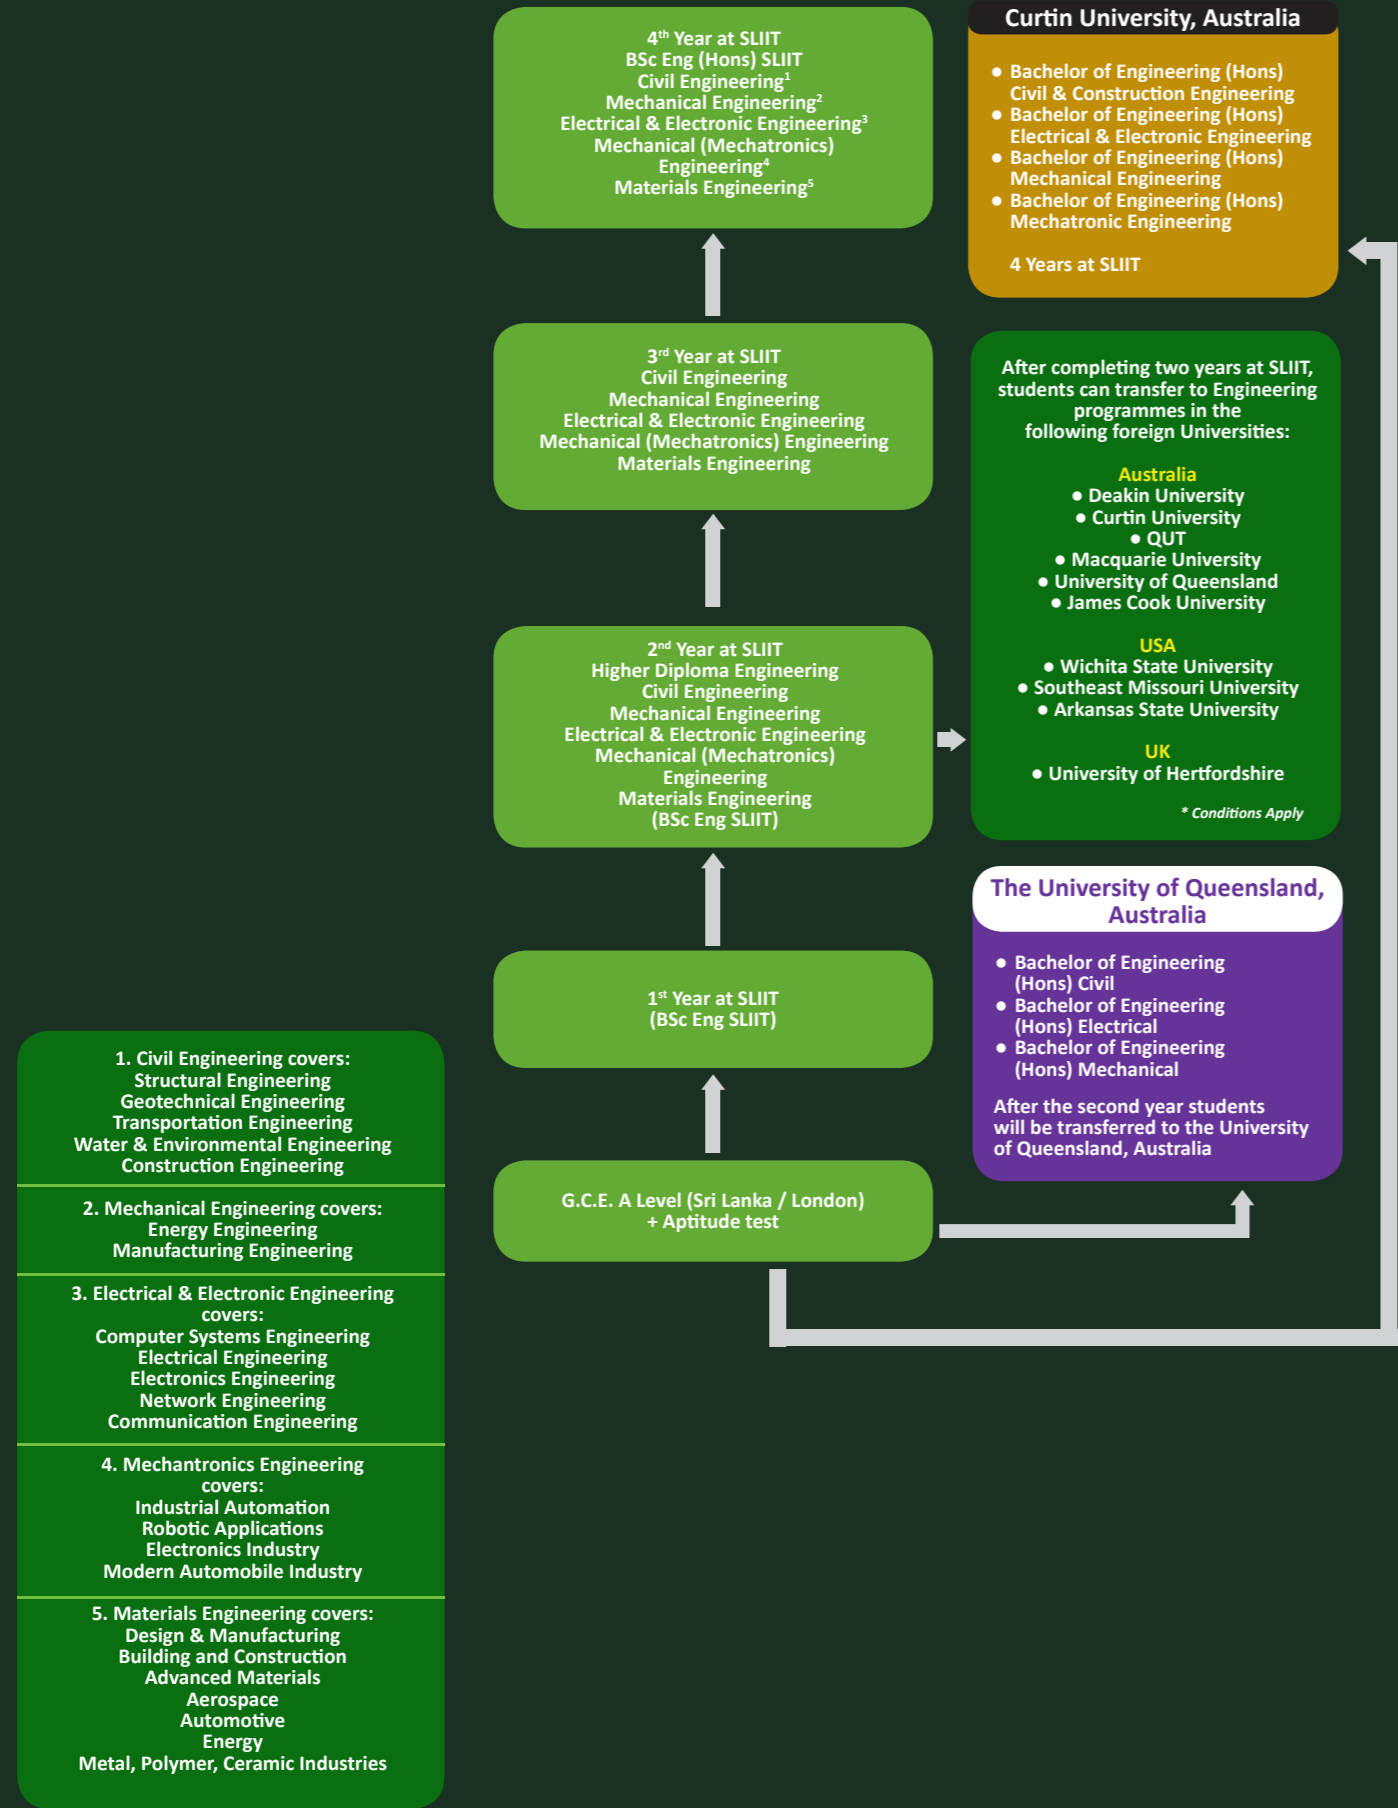 4th Year at SLIIT
BSc Eng (Hons) SLIIT
Civil Engineering1
Mechanical Engineering2
Electrical & Electronic Engineering3
Mechanical (Mechatronics)
Engineering4
Materials Engineering5
Curtin University, Australia
● Bachelor of Engineering (Hons)
Civil & Construction Engineering
● Bachelor of Engineering (Hons)
Electrical & Electronic Engineering
● Bachelor of Engineering (Hons)
Mechanical Engineering
● Bachelor of Engineering (Hons)
Mechatronic Engineering
4 Years at SLIIT
3rd Year at SLIIT
Civil Engineering
Mechanical Engineering
Electrical & Electronic Engineering
Mechanical (Mechatronics) Engineering
Materials Engineering
After completing two years at SLIIT,
students can transfer to Engineering
programmes in the
following foreign Universities:
Australia
● Deakin University
● Curtin University
● QUT
● Macquarie University
● University of Queensland
● James Cook University
USA
● Wichita State University
● Southeast Missouri University
● Arkansas State University
UK
● University of Hertfordshire
* Conditions Apply
2nd Year at SLIIT
Higher Diploma Engineering
Civil Engineering
Mechanical Engineering
Electrical & Electronic Engineering
Mechanical (Mechatronics)
Engineering
Materials Engineering
(BSc Eng SLIIT)
The University of Queensland,
Australia
● Bachelor of Engineering
(Hons) Civil
● Bachelor of Engineering
(Hons) Electrical
● Bachelor of Engineering
(Hons) Mechanical
After the second year students
will be transferred to the University
of Queensland, Australia
1st Year at SLIIT
(BSc Eng SLIIT)
G.C.E. A Level (Sri Lanka / London)
+ Aptitude test
1. Civil Engineering covers:
Structural Engineering
Geotechnical Engineering
Transportation Engineering
Water & Environmental Engineering
Construction Engineering
2. Mechanical Engineering covers:
Energy Engineering
Manufacturing Engineering
3. Electrical & Electronic Engineering
covers:
Computer Systems Engineering
Electrical Engineering
Electronics Engineering
Network Engineering
Communication Engineering
4. Mechantronics Engineering
covers:
Industrial Automation
Robotic Applications
Electronics Industry
Modern Automobile Industry
5. Materials Engineering covers:
Design & Manufacturing
Building and Construction
Advanced Materials
Aerospace
Automotive
Energy
Metal, Polymer, Ceramic Industries